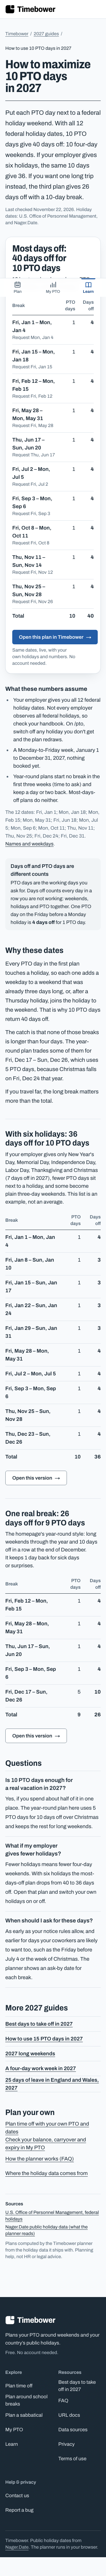 Timebower
Timebower / 2027 guides /
How to use 10 PTO days in 2027
How to maximize
10 PTO days
in 2027
Put each PTO day next to a federal
holiday or weekend. With all 12
federal holidays listed, 10 PTO
days give 40 days off: 10 four-day
weekends. If your employer gives
six holidays, the same 10 days
give 36. If you want one long trip
instead, the plan below gives 26
days off with a 10-day break.
Last checked November 22, 2026. Holiday
dates: U.S. Office of Personnel Management,
and Nager.Date.
Most days off:
40 days off for
10 PTO days
Plan
My PTO
Learn
Break PTO days Days off
Fri, Jan 1 – Mon,
Jan 4 1 4
Request Mon, Jan 4
Fri, Jan 15 – Mon,
Jan 18 1 4
Request Fri, Jan 15
Fri, Feb 12 – Mon,
Feb 15 1 4
Request Fri, Feb 12
Fri, May 28 –
Mon, May 31 1 4
Request Fri, May 28
Thu, Jun 17 –
Sun, Jun 20 1 4
Request Thu, Jun 17
Fri, Jul 2 – Mon,
Jul 5 1 4
Request Fri, Jul 2
Fri, Sep 3 – Mon,
Sep 6 1 4
Request Fri, Sep 3
Fri, Oct 8 – Mon,
Oct 11 1 4
Request Fri, Oct 8
Thu, Nov 11 –
Sun, Nov 14 1 4
Request Fri, Nov 12
Thu, Nov 25 –
Sun, Nov 28 1 4
Request Fri, Nov 26
Total 10 40
Open this plan in Timebower →
Same dates, live, with your
own holidays and numbers. No
account needed.
What these numbers assume
Your employer gives you all 12 federal
holiday dates. Not every employer
observes all federal holidays, so
check your handbook. On /pto,
switch off the ones you do not get
and the plan redraws.
A Monday-to-Friday week, January 1
to December 31, 2027, nothing
booked yet.
Year-round plans start no break in the
first three weeks (time to ask) and
keep a day or two back. Most-days-
off plans do neither.
The 12 dates: Fri, Jan 1; Mon, Jan 18; Mon,
Feb 15; Mon, May 31; Fri, Jun 18; Mon, Jul
5; Mon, Sep 6; Mon, Oct 11; Thu, Nov 11;
Thu, Nov 25; Fri, Dec 24; Fri, Dec 31.
Names and weekdays.
Days off and PTO days are
different counts
PTO days are the working days you
ask for. Days off counts every day in a
row you are not working: weekends,
holidays and PTO together. One PTO
day on the Friday before a Monday
holiday is 4 days off for 1 PTO day.
Why these dates
Every PTO day in the first plan
touches a holiday, so one day beside a
weekday holiday and a weekend that was
already three days long, or, after a
Thursday holiday, joins the holiday
to the weekend. That is why 10 days
return 40.
The catch is the number of those breaks
is longer than four days. The year-
round plan trades some of them for
Fri, Dec 17 – Sun, Dec 26, which uses
5 PTO days, because Christmas falls
on Fri, Dec 24 that year.
If you travel far, the long break matters
more than the total.
With six holidays: 36
days off for 10 PTO days
If your employer gives only New Year's
Day, Memorial Day, Independence Day,
Labor Day, Thanksgiving and Christmas
(7 days off in 2027), fewer PTO days sit
next to a holiday, and some just become
plain three-day weekends. This list is an
example.
Break PTO days Days off
Fri, Jan 1 – Mon, Jan
4 1 4
Fri, Jan 8 – Sun, Jan
10 1 3
Fri, Jan 15 – Sun, Jan
17 1 3
Fri, Jan 22 – Sun, Jan
24 1 3
Fri, Jan 29 – Sun, Jan
31 1 3
Fri, May 28 – Mon,
May 31 1 4
Fri, Jul 2 – Mon, Jul 5 1 4
Fri, Sep 3 – Mon, Sep
6 1 4
Thu, Nov 25 – Sun,
Nov 28 1 4
Thu, Dec 23 – Sun,
Dec 26 1 4
Total 10 36
Open this version →
One real break: 26
days off for 9 PTO days
The homepage's year-round style: long
weekends through the year and one 10
day break around the end of December.
It keeps 1 day back for sick days
or surprises.
Break PTO days Days off
Fri, Feb 12 – Mon,
Feb 15 1 4
Fri, May 28 – Mon,
May 31 1 4
Thu, Jun 17 – Sun,
Jun 20 1 4
Fri, Sep 3 – Mon, Sep
6 1 4
Fri, Dec 17 – Sun,
Dec 26 5 10
Total 9 26
Open this version →
Questions
Is 10 PTO days enough for
a real vacation in 2027?
Yes, if you spend about half of it in one
place. The year-round plan here uses 5
PTO days for 10 days off over Christmas
and keeps the rest for long weekends.
What if my employer
gives fewer holidays?
Fewer holidays means fewer four-day
weekends. With six holidays the most-
days-off plan drops from 40 to 36 days
off. Open that plan and switch your own
holidays on or off.
When should I ask for these days?
As early as your notice allows, and
earlier for days your coworkers are likely
to want too, such as the Friday before
July 4 or the week of Christmas. The
planner shows an ask-by date for
each break.
More 2027 guides
Best days to take off in 2027
How to use 15 PTO days in 2027
2027 long weekends
A four-day work week in 2027
25 days of leave in England and Wales,
2027
Plan your own
Plan time off with your own PTO and
dates
Check your balance, carryover and
expiry in My PTO
How the planner works (FAQ)
Where the holiday data comes from
Sources
U.S. Office of Personnel Management, federal
holidays
Nager.Date public holiday data (what the
planner reads)
Computed by the Timebower planner
from the holiday data it ships with. Planning
help, not HR or legal advice.
Timebower
Plans your PTO around weekends and your
country's public holidays.
Free. No account needed.
Explore
Plan time off
Plan around school
breaks
Plan a sabbatical
My PTO
Learn
Resources
Best days to take
off in 2027
FAQ
URL docs
Data sources
Privacy
Terms of use
Help & privacy
Contact us
Report a bug
Timebower. Public holiday dates from
Nager.Date. The planner runs in your browser.